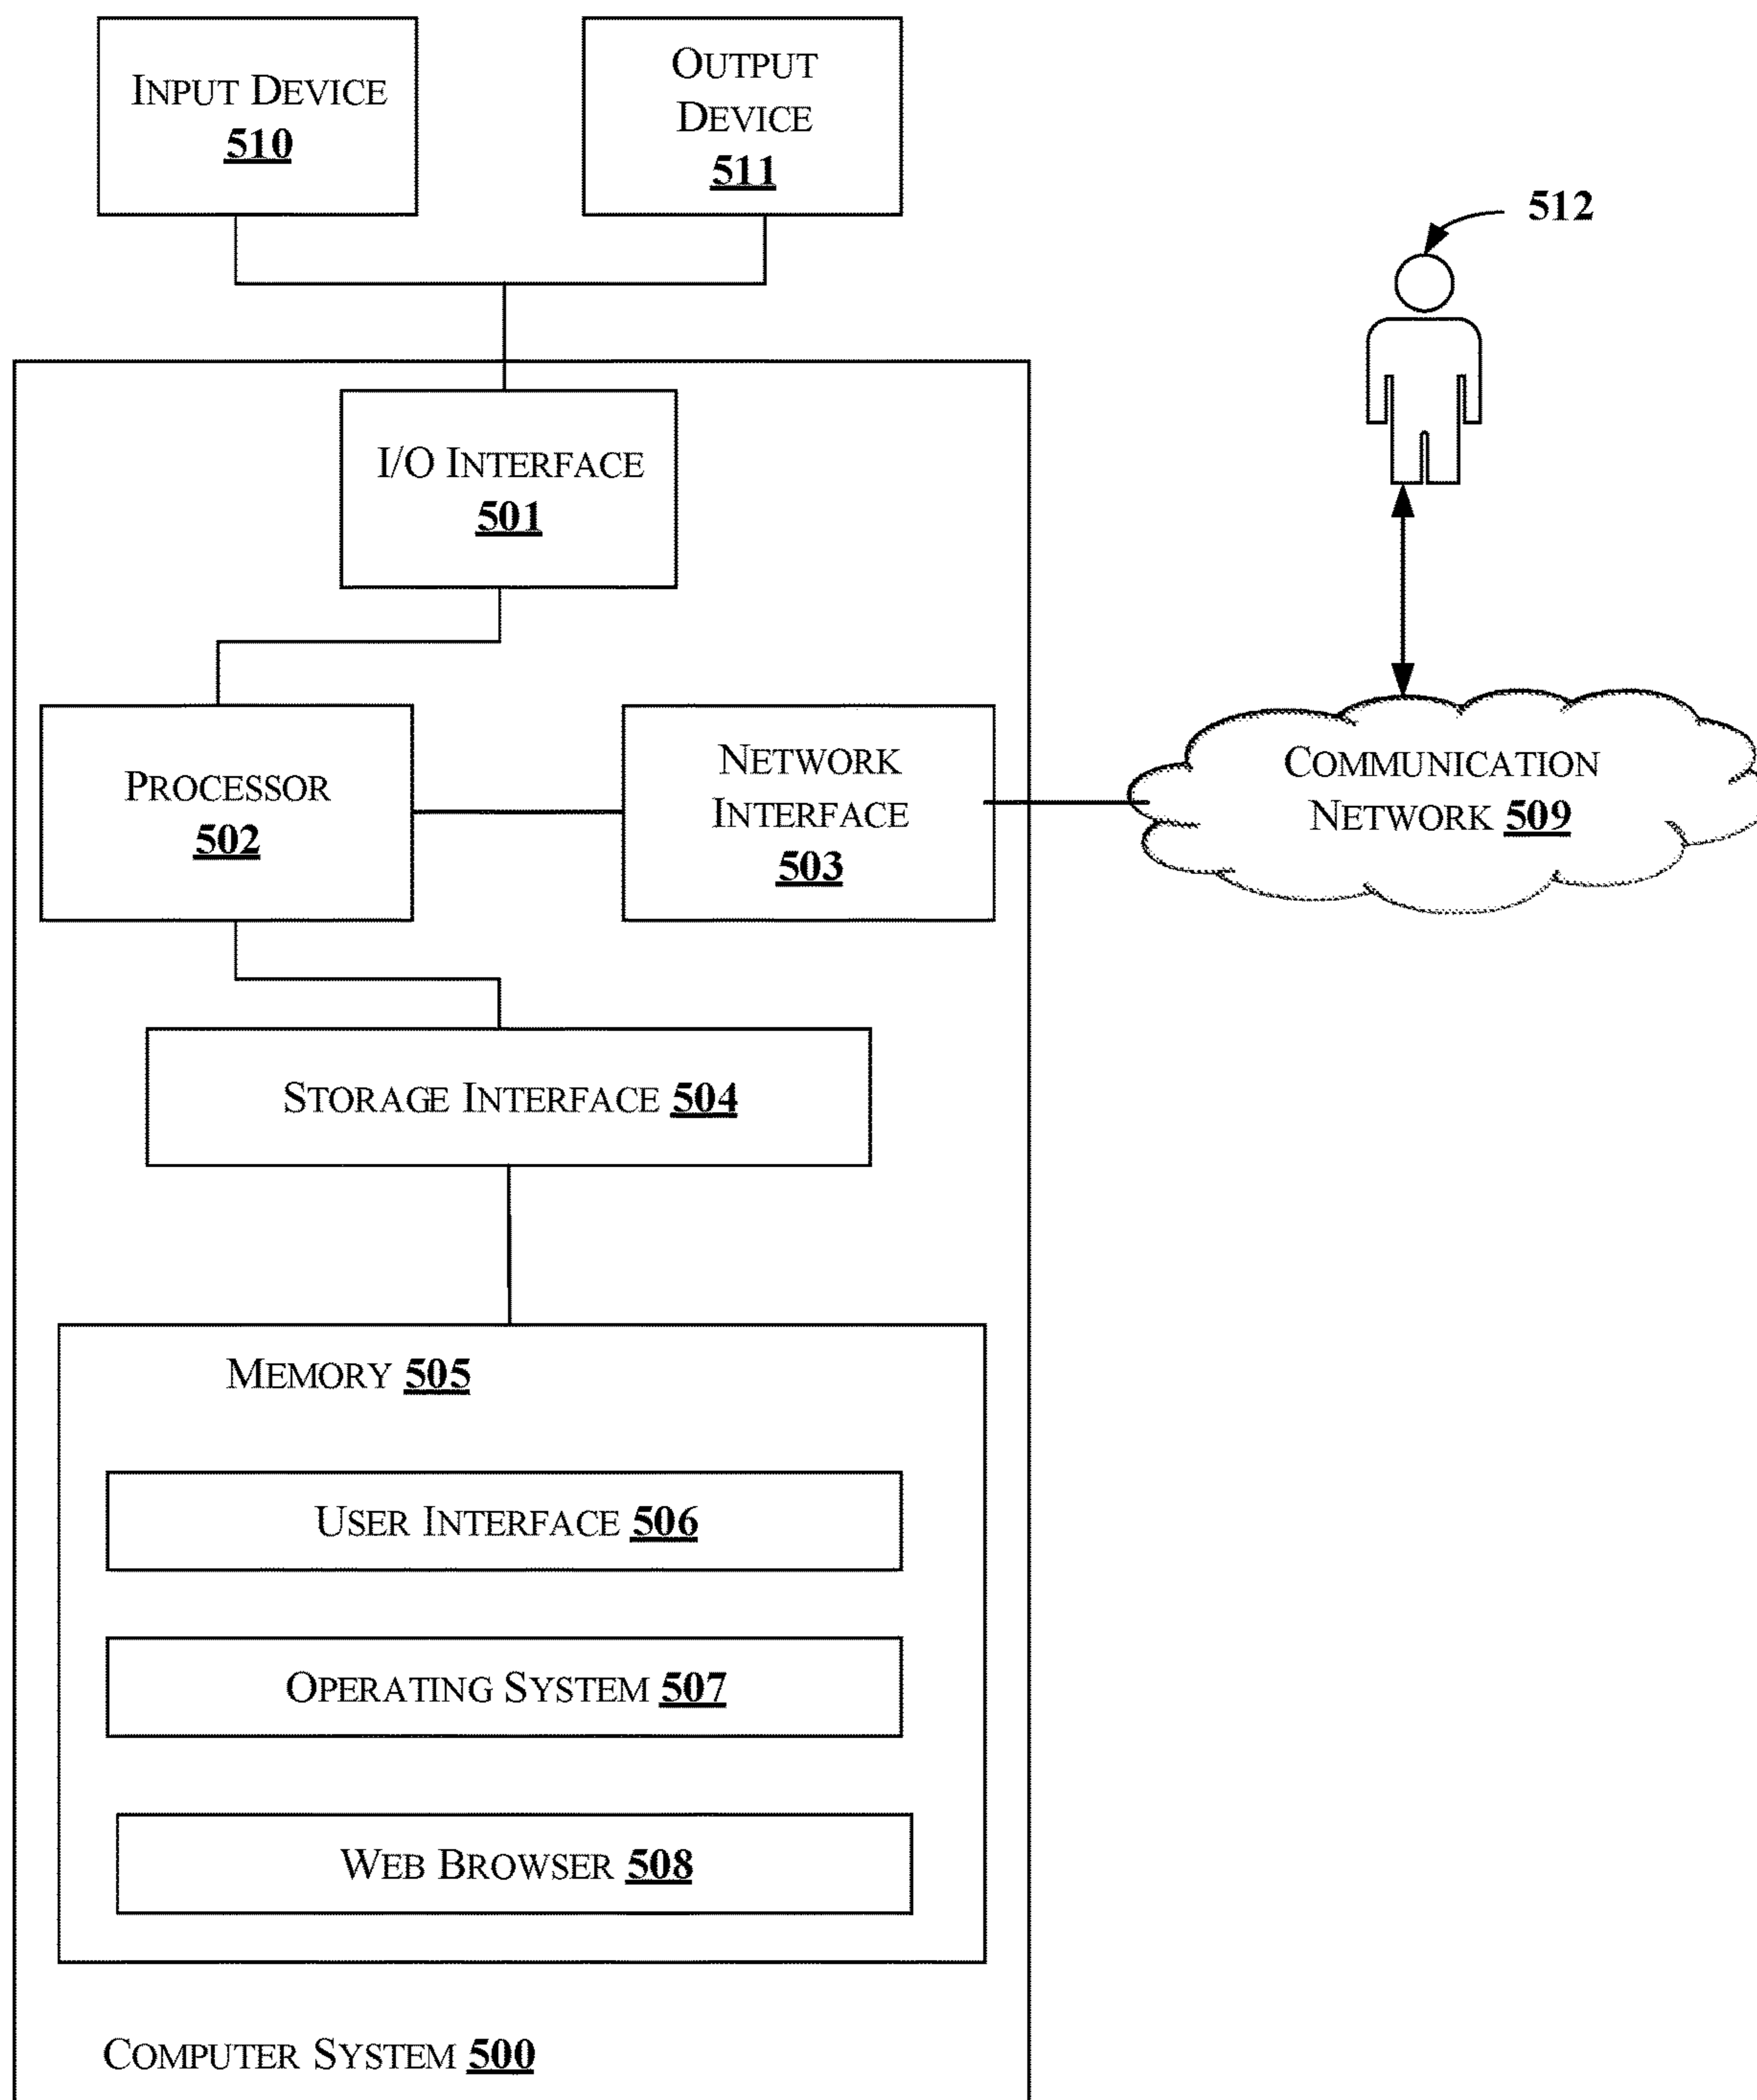 INPUT DEVICE
510
OUTPUT
DEVICE
511
512
I/O INTERFACE
501
PROCESSOR
502
NETWORK
INTERFACE
503
COMMUNICATION
NETWORK 509
STORAGE INTERFACE 504
MEMORY 505
USER INTERFACE 506
OPERATING SYSTEM 507
WEB BROWSER 508
COMPUTER SYSTEM 500